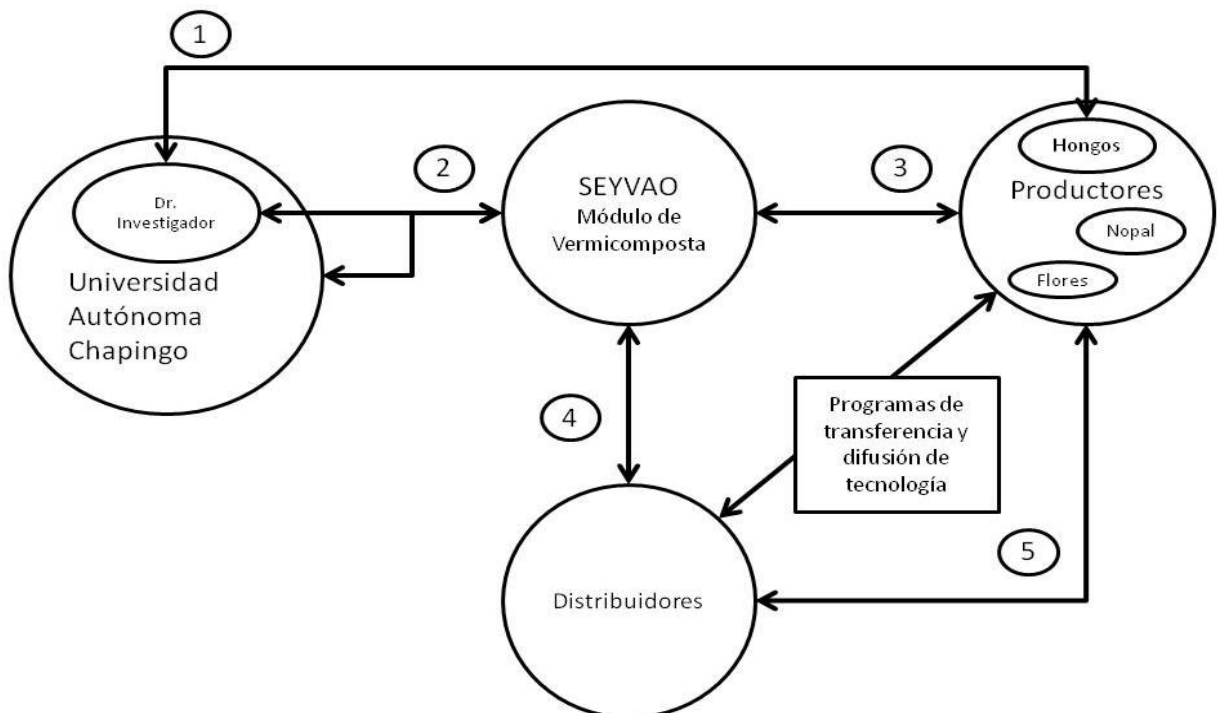 1
2
3
Dr.
Investigador
Universidad
Autónoma
Chapingo
SEYVAO
Módulo de
Vermicomposta
Hongos
Productores
Nopal
Flores
4
Programas de
transferencia y
difusión de
tecnología
5
Distribuidores